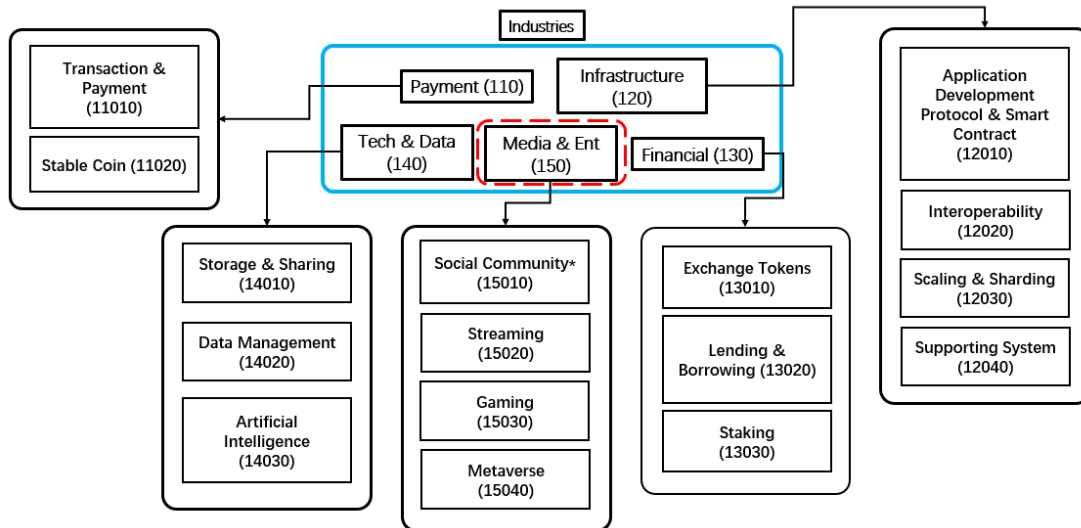 Industries
Transaction &
Payment
(11010)
Stable Coin (11020)
Payment (110)
Infrastructure
(120)
Tech & Data
(140)
Media & Ent
(150)
Financial (130)
Application
Development
Protocol & Smart
Contract
(12010)
Interoperability
(12020)
Scaling & Sharding
(12030)
Supporting System
(12040)
Storage & Sharing
(14010)
Data Management
(14020)
Artificial
Intelligence
(14030)
Social Community*
(15010)
Streaming
(15020)
Gaming
(15030)
Metaverse
(15040)
Exchange Tokens
(13010)
Lending &
Borrowing (13020)
Staking
(13030)